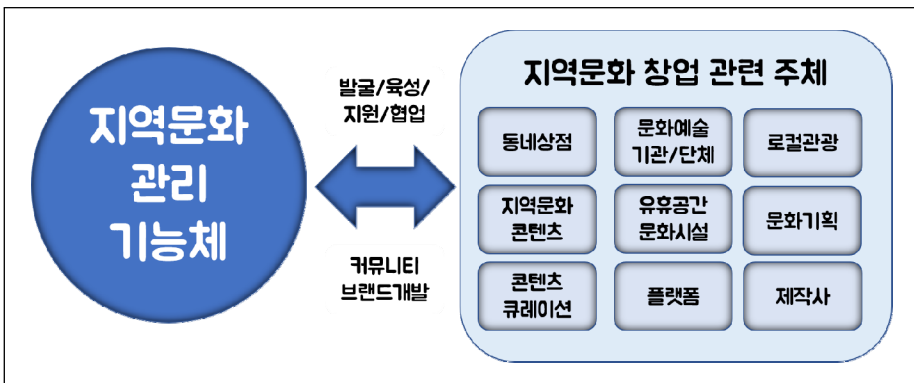 지역문화
관리
기능체
발굴/육성/
지원/협업
커뮤니티
브랜드개발
지역문화 창업 관련 주체
동네상점
문화예술
기관/단체
로컬관광
지역문화
콘텐츠
유휴공간
문화시설
문화기획
콘텐츠
큐레이션
플랫폼
제작사